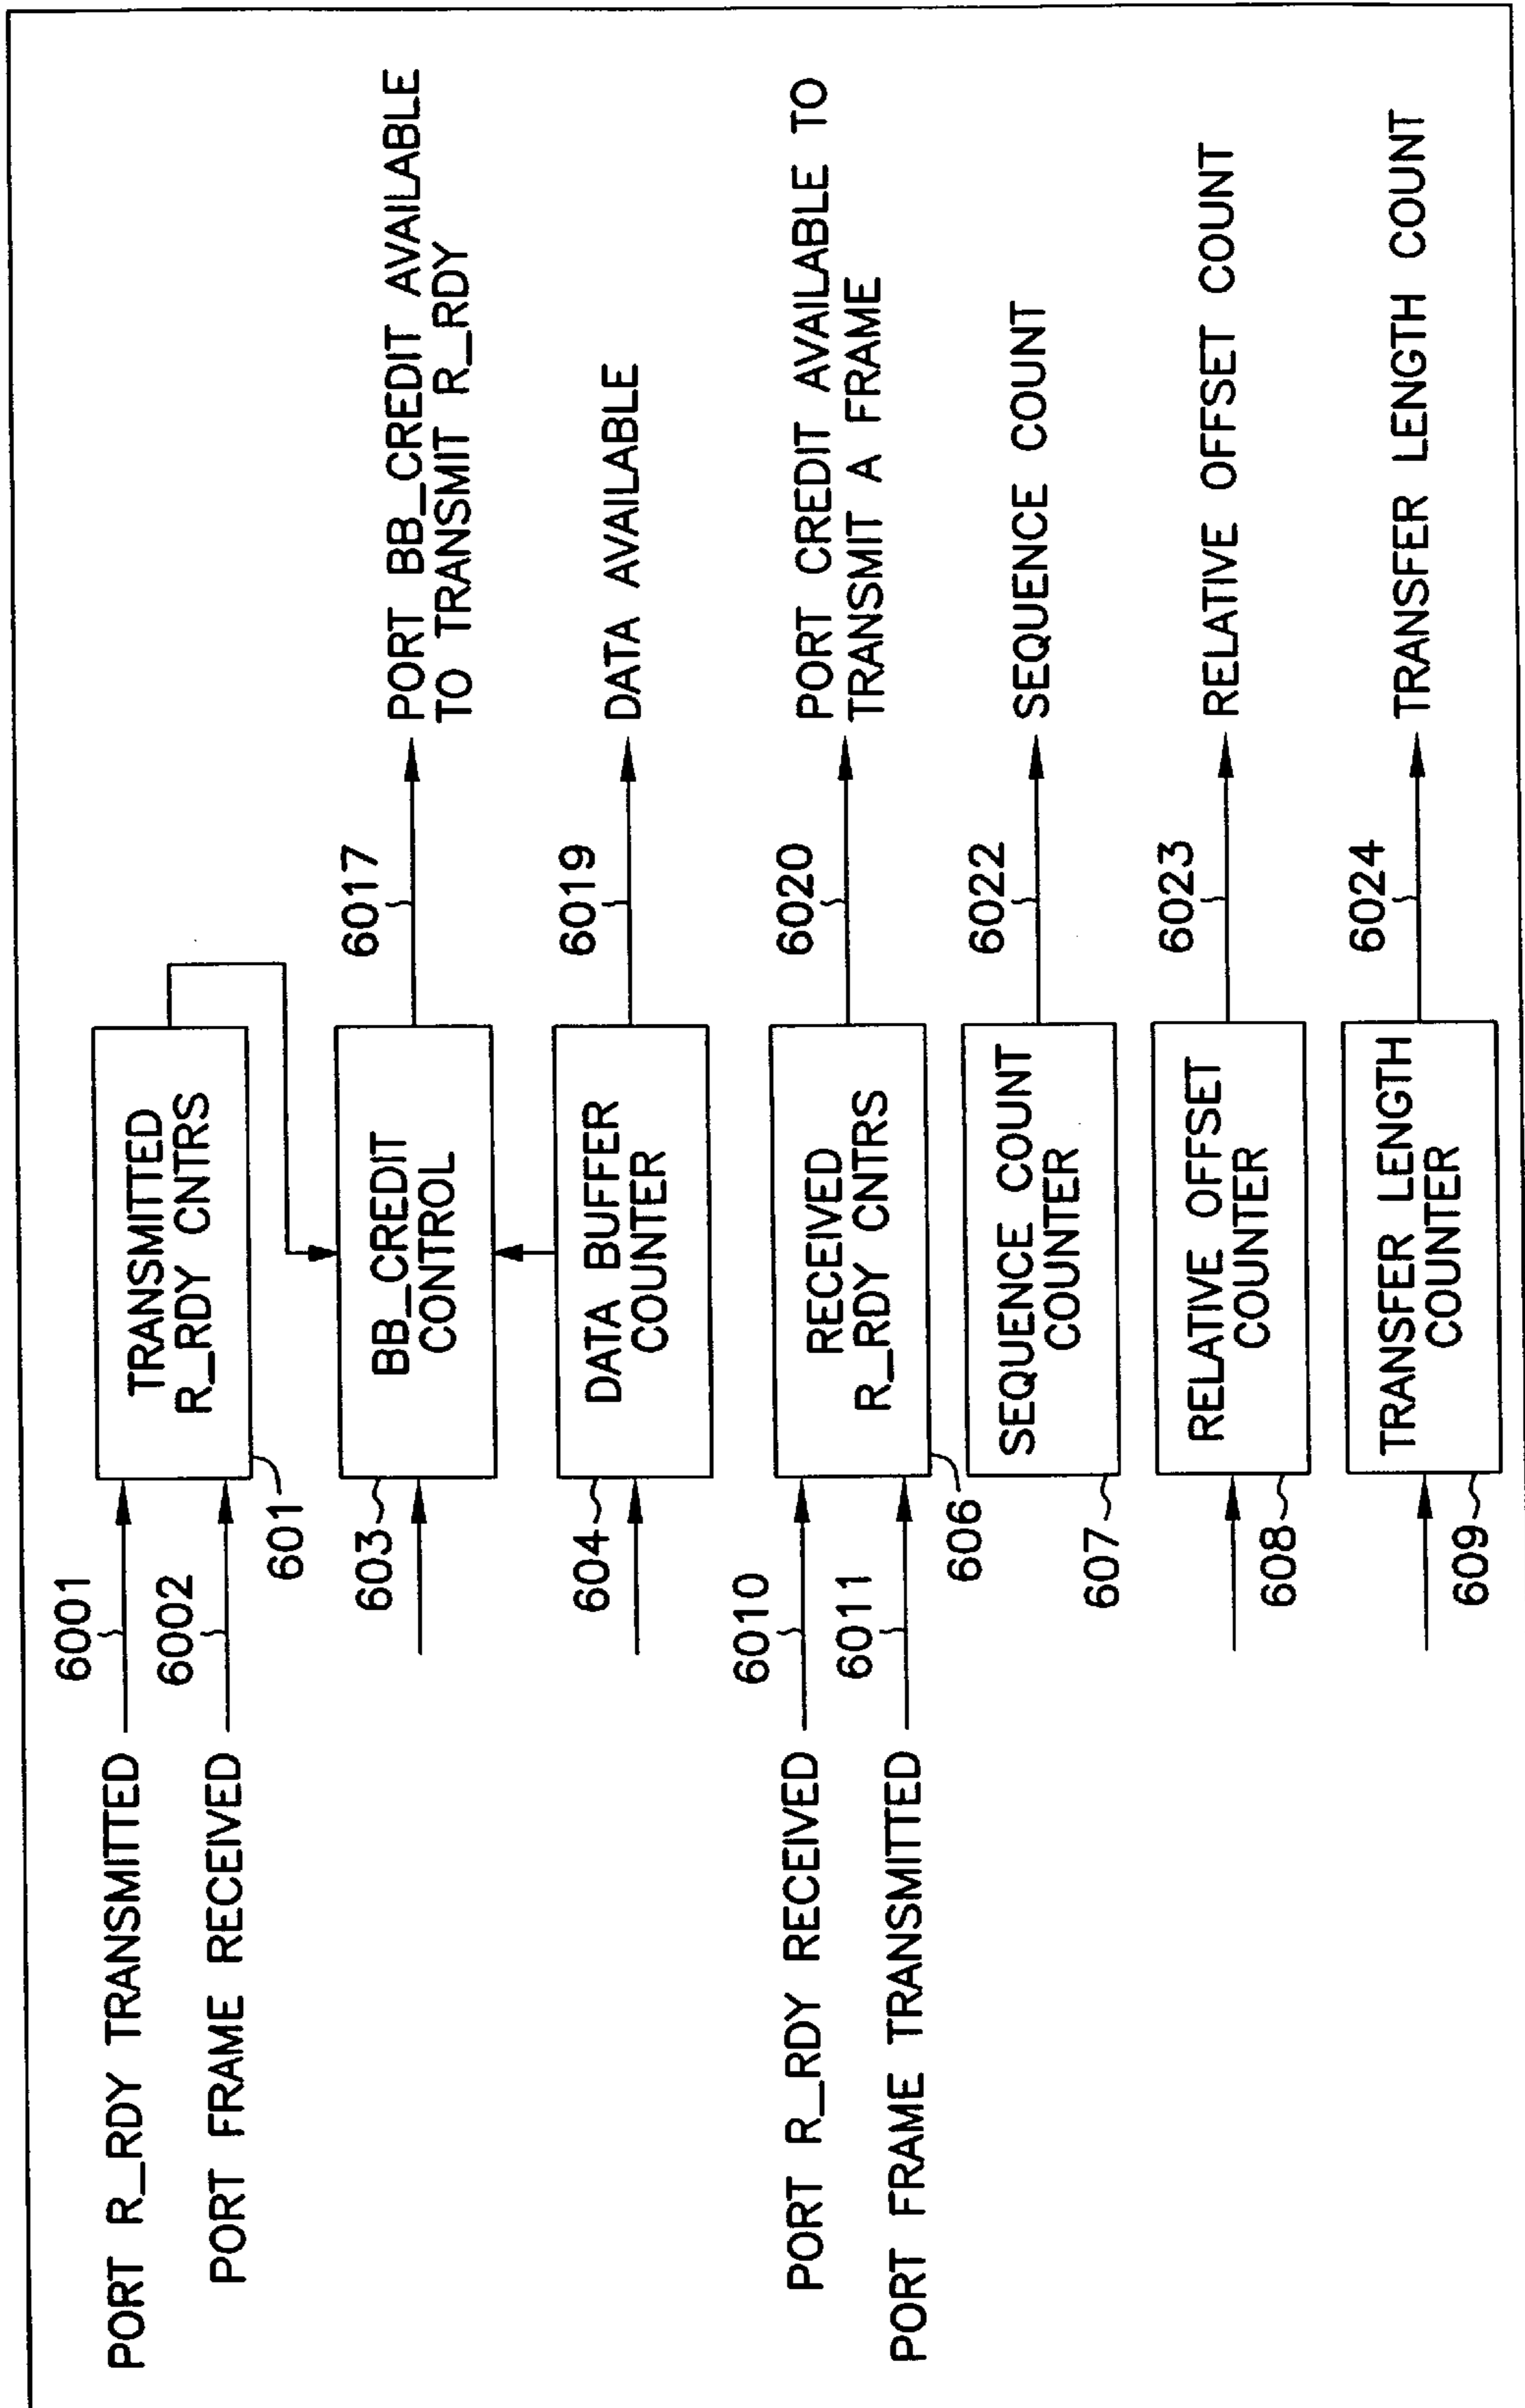 6001
PORT R_RDY TRANSMITTED
6002
PORT FRAME RECEIVED
TRANSMITTED
R_RDY CNTRS
601
603
BB_CREDIT
CONTROL
6017
PORT BB_CREDIT AVAILABLE
TO TRANSMIT R_RDY
604
DATA BUFFER
COUNTER
6019
DATA AVAILABLE
6010
PORT R_RDY RECEIVED
6011
PORT FRAME TRANSMITTED
RECEIVED
R_RDY CNTRS
606
6020
PORT CREDIT AVAILABLE TO
TRANSMIT A FRAME
607
SEQUENCE COUNT
COUNTER
6022
SEQUENCE COUNT
608
RELATIVE OFFSET
COUNTER
6023
RELATIVE OFFSET COUNT
609
TRANSFER LENGTH
COUNTER
6024
TRANSFER LENGTH COUNT